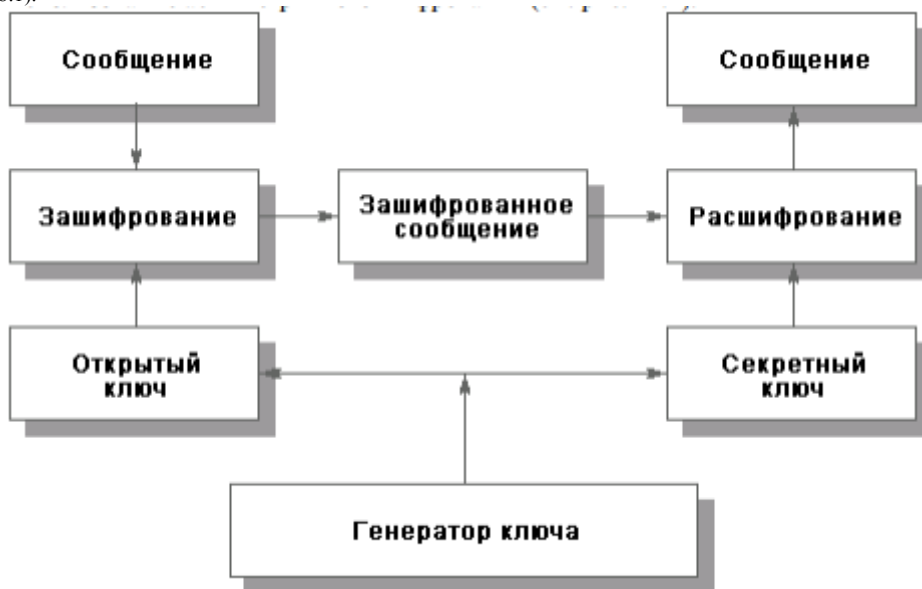 Сообщение
Сообщение
Зашифрование
Зашифрованное
сообщение
Расшифрование
Открытый
ключ
Секретный
ключ
Генератор ключа